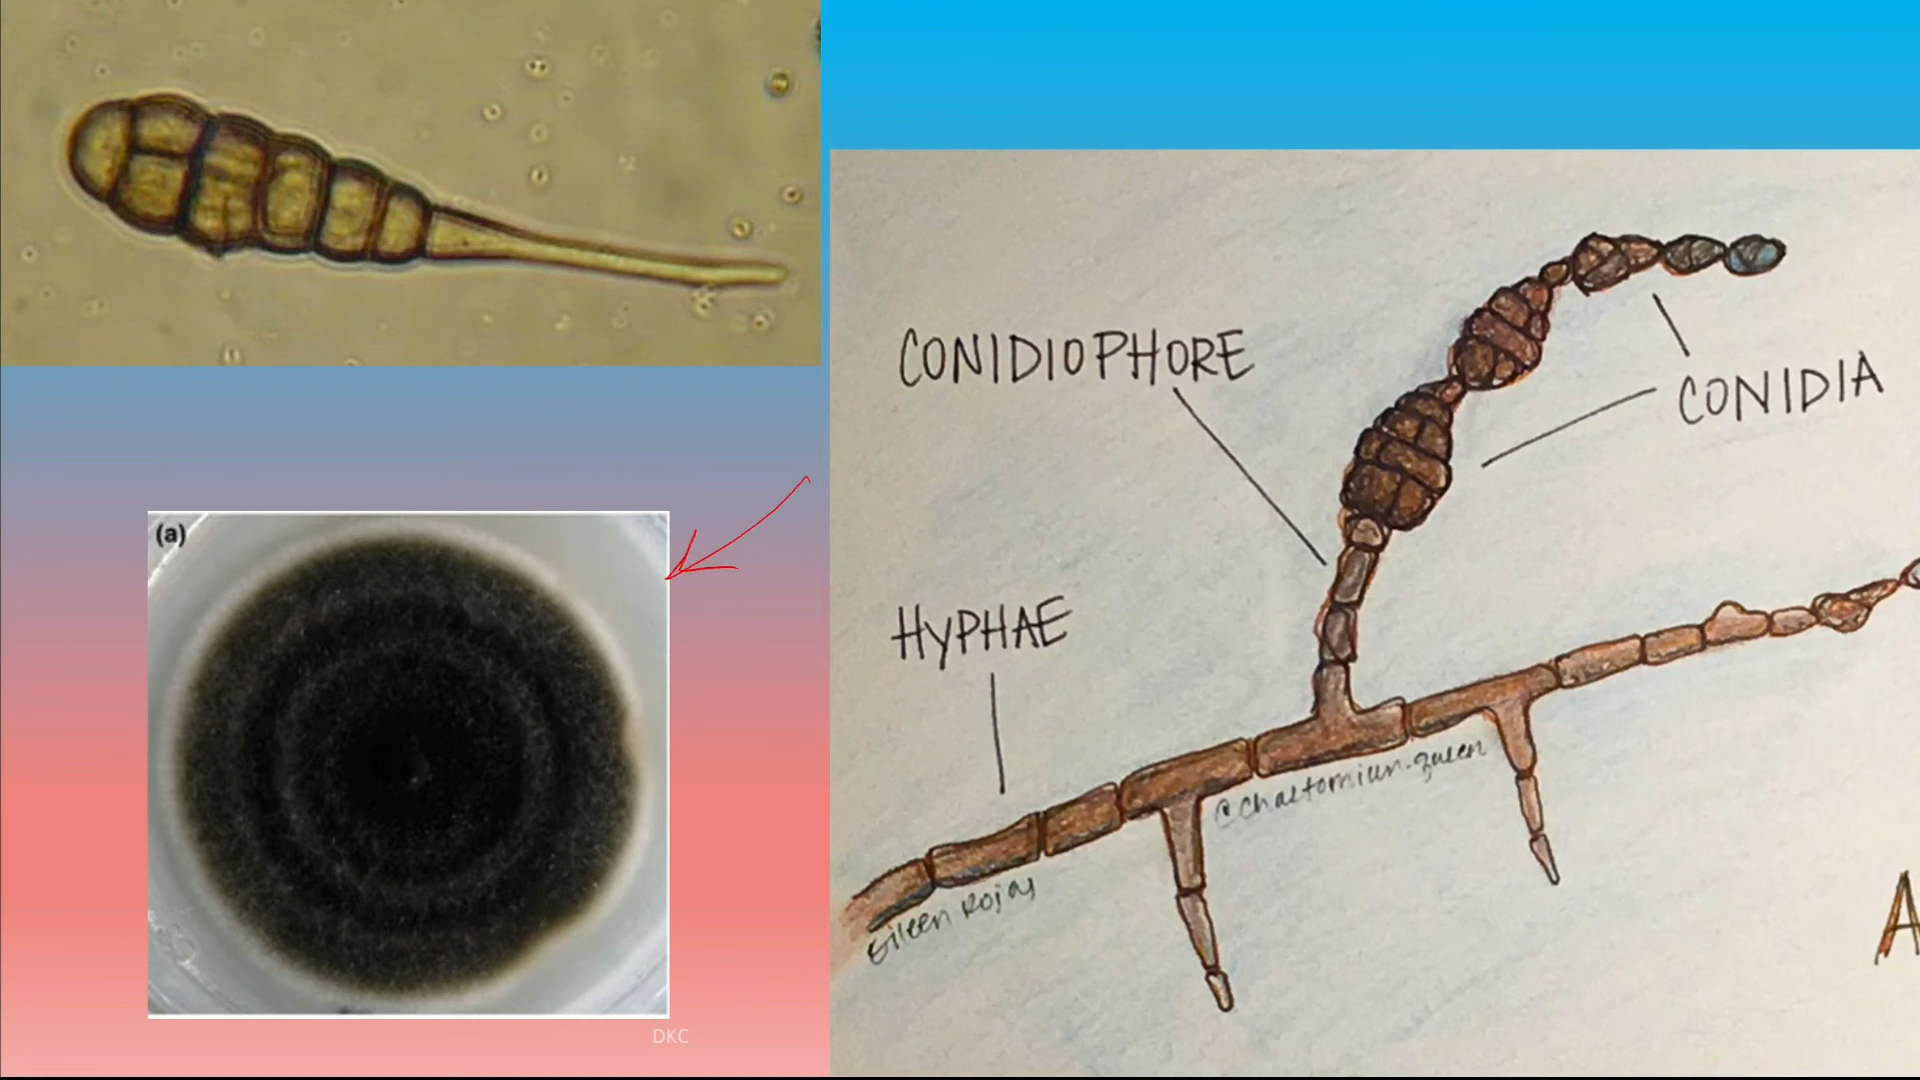 (a)
DKC
CONIDIOPHORE
CONIDIA
HYPHAE
@chaetomium.queen
Eileen Rojas
A